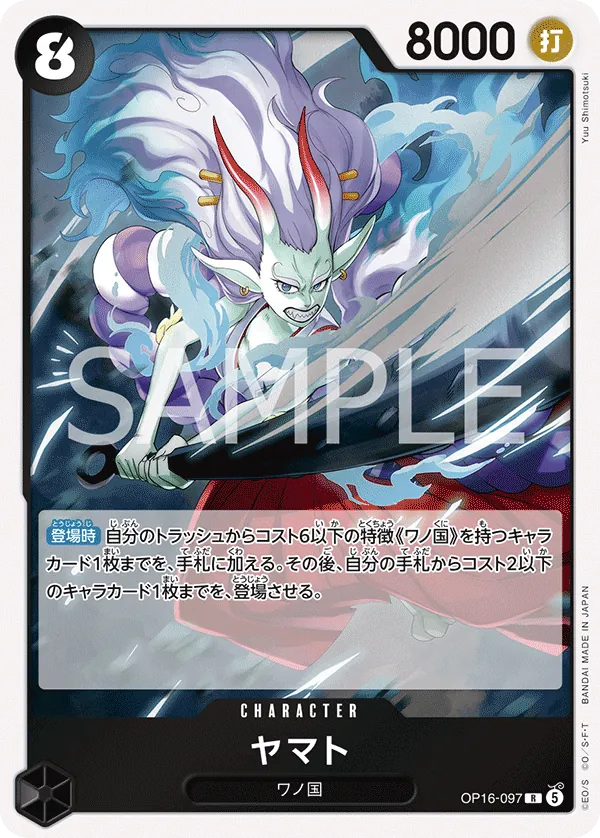 8
8000
打
Yuu Shimotsuki
SAMPLE
登場時 自分のトラッシュからコスト6以下の特徴《ワノ国》を持つキャラ
カード1枚までを、手札に加える。その後、自分の手札からコスト2以下
のキャラカード1枚までを、登場させる。
CHARACTER
ヤマト
ワノ国
OP16-097 R 5
©E.O/S ©O/S・F・T BANDAI MADE IN JAPAN